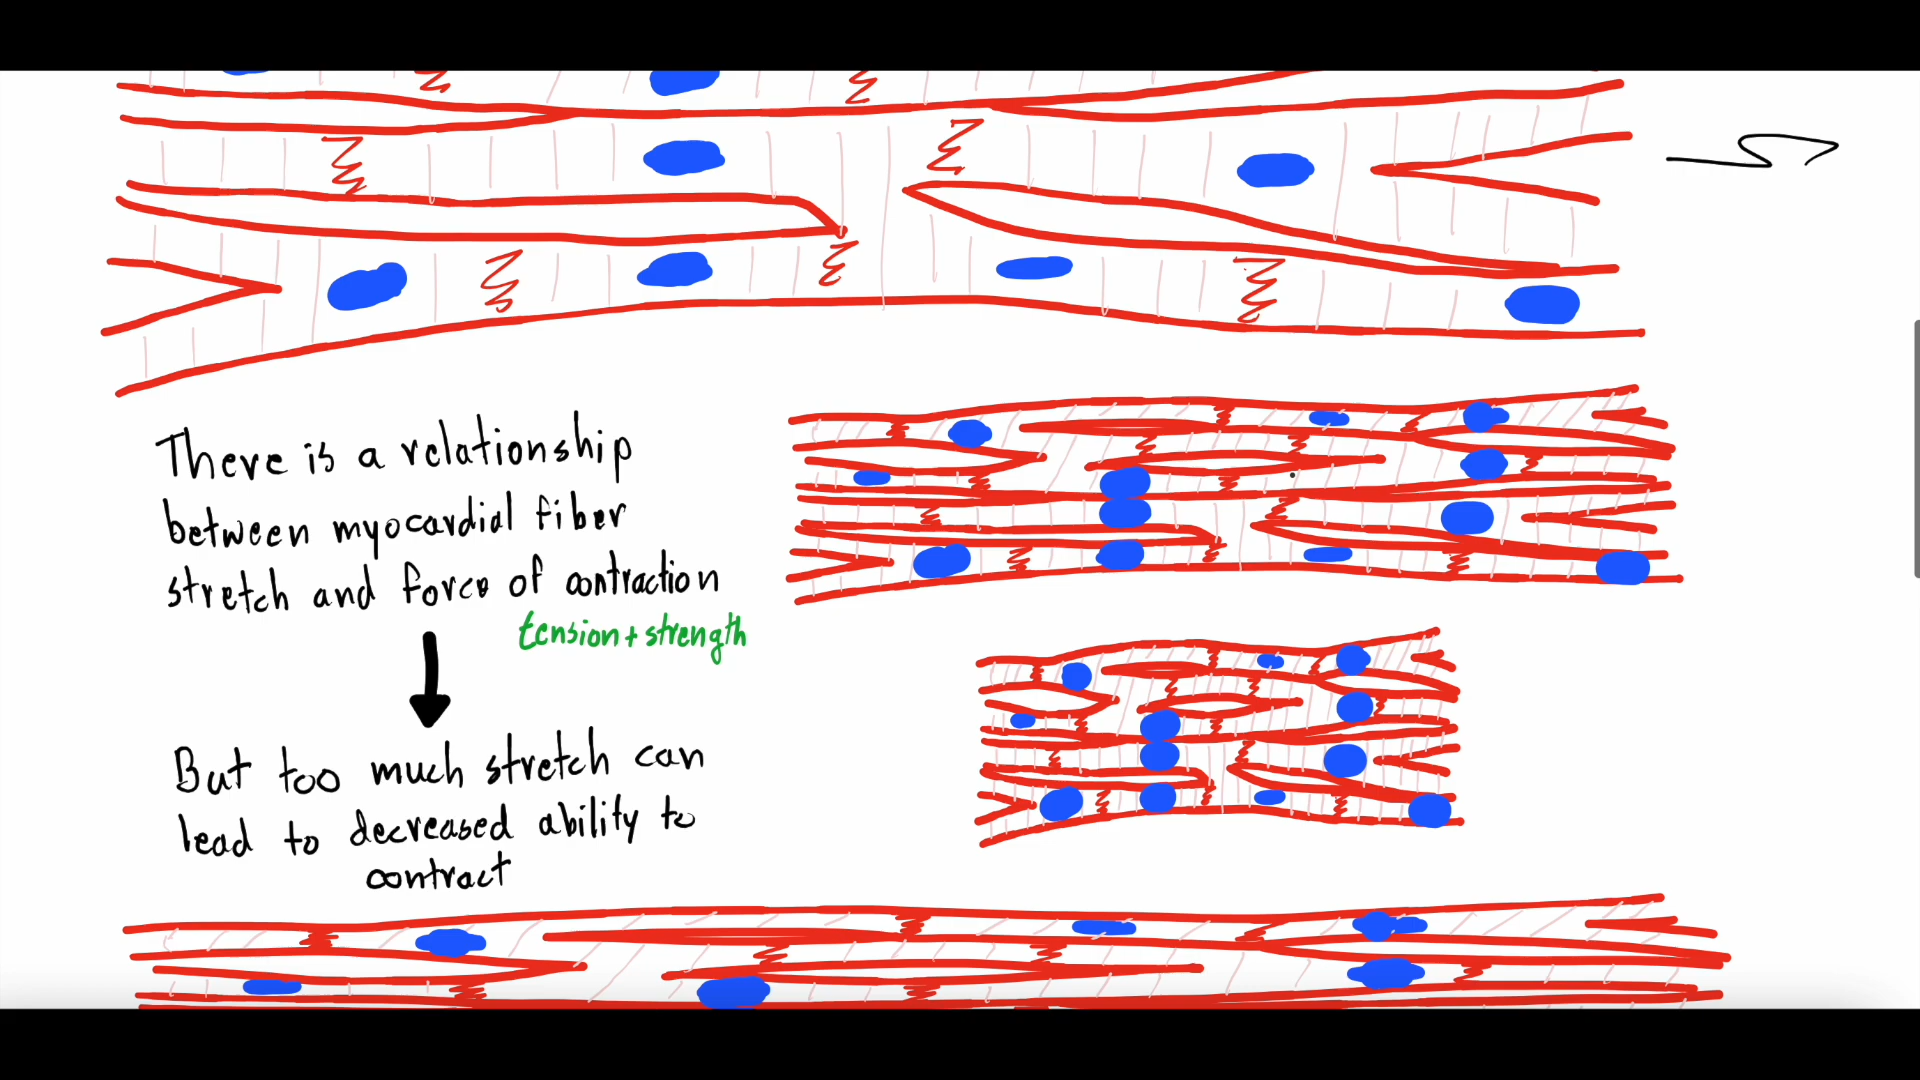 There is a relationship
between myocardial fiber
stretch and force of contraction
tension + strength
But too much stretch can
lead to decreased ability to
contract